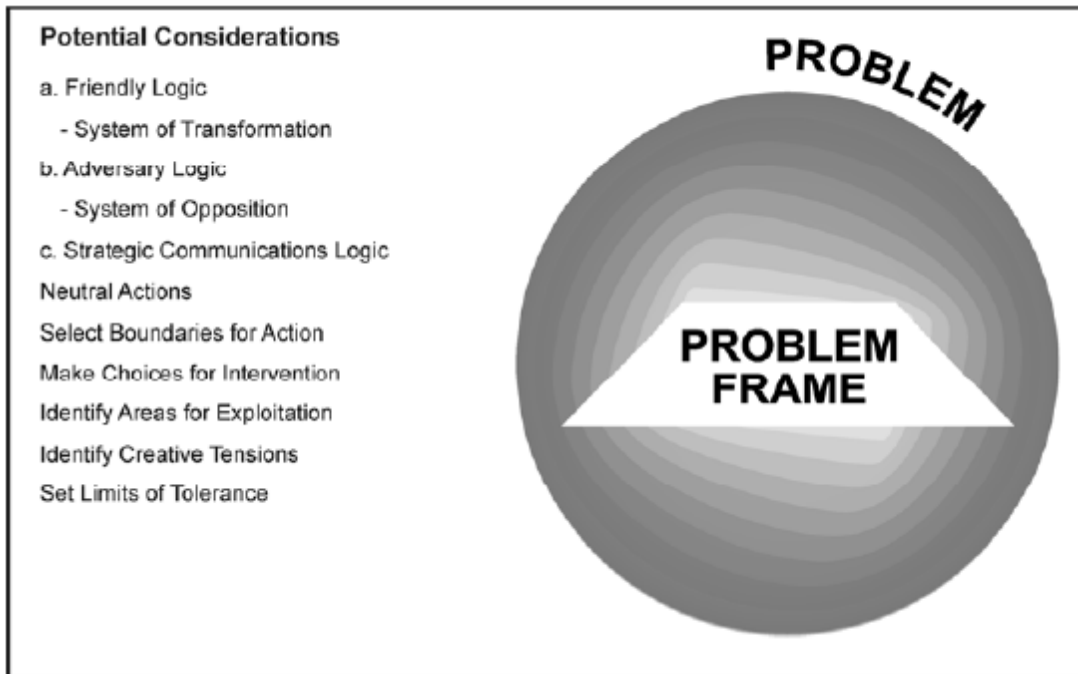 Potential Considerations
a. Friendly Logic
- System of Transformation
b. Adversary Logic
- System of Opposition
c. Strategic Communications Logic
Neutral Actions
Select Boundaries for Action
Make Choices for Intervention
Identify Areas for Exploitation
Identify Creative Tensions
Set Limits of Tolerance
PROBLEM
PROBLEM
FRAME